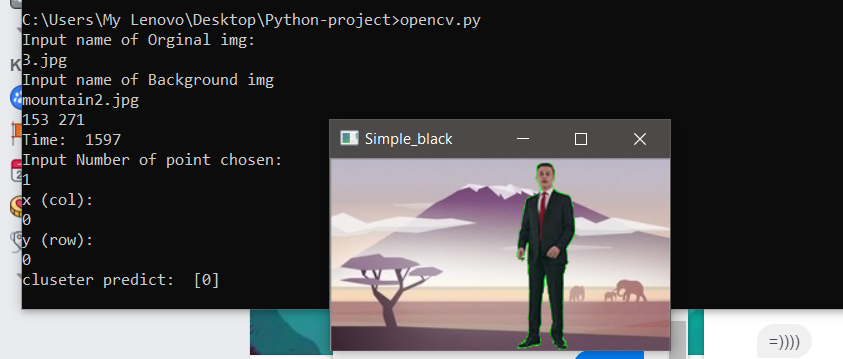 C:\Users\My Lenovo\Desktop\Python-project>opencv.py
Input name of Orginal img:
3.jpg
Input name of Background img
mountain2.jpg
153 271
Time:  1597
Input Number of point chosen:
1
x (col):
0
y (row):
0
cluseter predict:  [0]
Simple_black
=))))